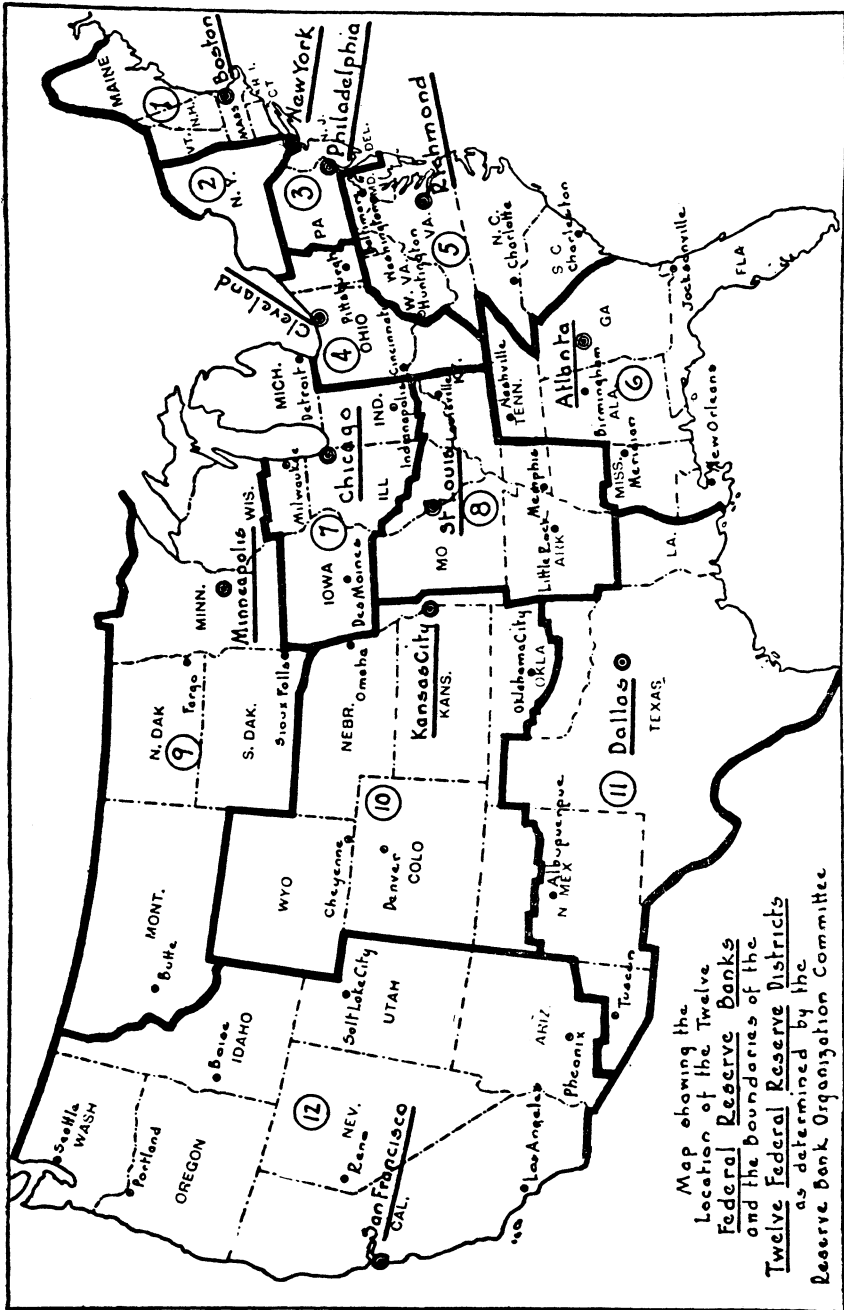 Seattle
WASH
Portland
OREGON
Boise
IDAHO
MONT.
Butte
N. DAK
Fargo
9
S. DAK.
Sioux Falls
MINN.
Minneapolis
WIS.
MICH.
Detroit
Milwaukee
Chicago
7
ILL
IND.
Indianapolis
IOWA
Des Moines
WYO
Cheyenne
NEBR.
Omaha
10
Denver
COLO
Kansas City
KANS.
Salt Lake City
UTAH
12
NEV.
Reno
San Francisco
CAL.
Los Angeles
ARIZ.
Pheonix
Tuscon
Albuquenque
N MEX
Oklahoma City
OKLA
11
Dallas
TEXAS
MO
St Louis
8
Louisville
KY.
Little Rock
ARK
Memphis
LA.
MISS.
Meridian
New Orleans
Nashville
TENN.
Atlanta
Birmingham
ALA
6
GA
Jacksonville
FLA
Cleveland
4
OHIO
Pittsburgh
Cincinnati
W. VA.
Huntington
Baltimore
MD.
Washington
VA.
Richmond
5
N. C.
Charlotte
S C
Charleston
3
PA
Philadelphia
N. J.
DEL.
2
N. Y.
New York
1
MAINE
VT.
N.H.
MASS
Boston
R I.
CT
Map showing the
Location of the Twelve
Federal Reserve Banks
and the Boundaries of the
Twelve Federal Reserve Districts
as determined by the
Reserve Bank Organization Committee